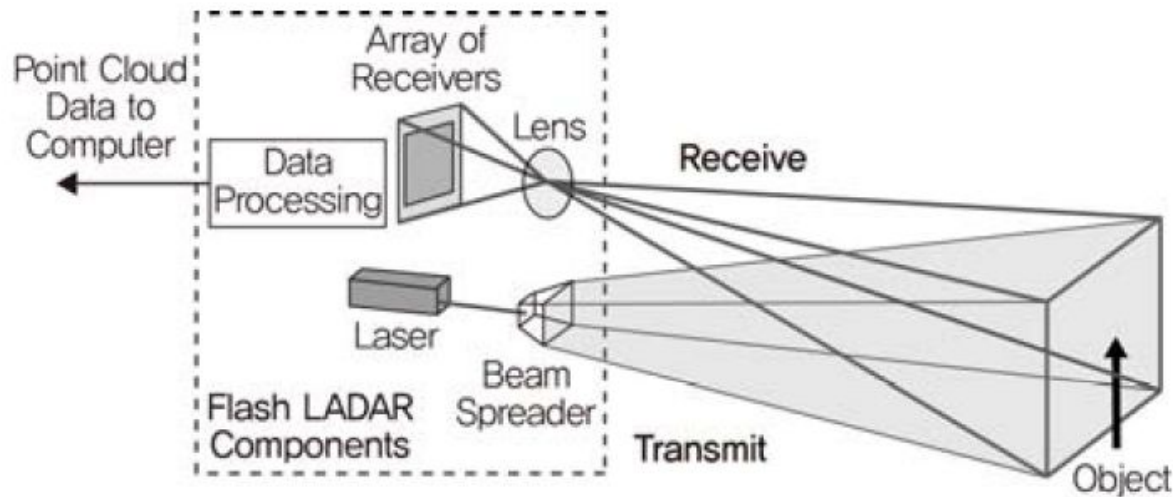 Point Cloud
Data to
Computer
Array of
Receivers
Lens
Receive
Data
Processing
Laser
Beam
Spreader
Flash LADAR
Components
Transmit
Object